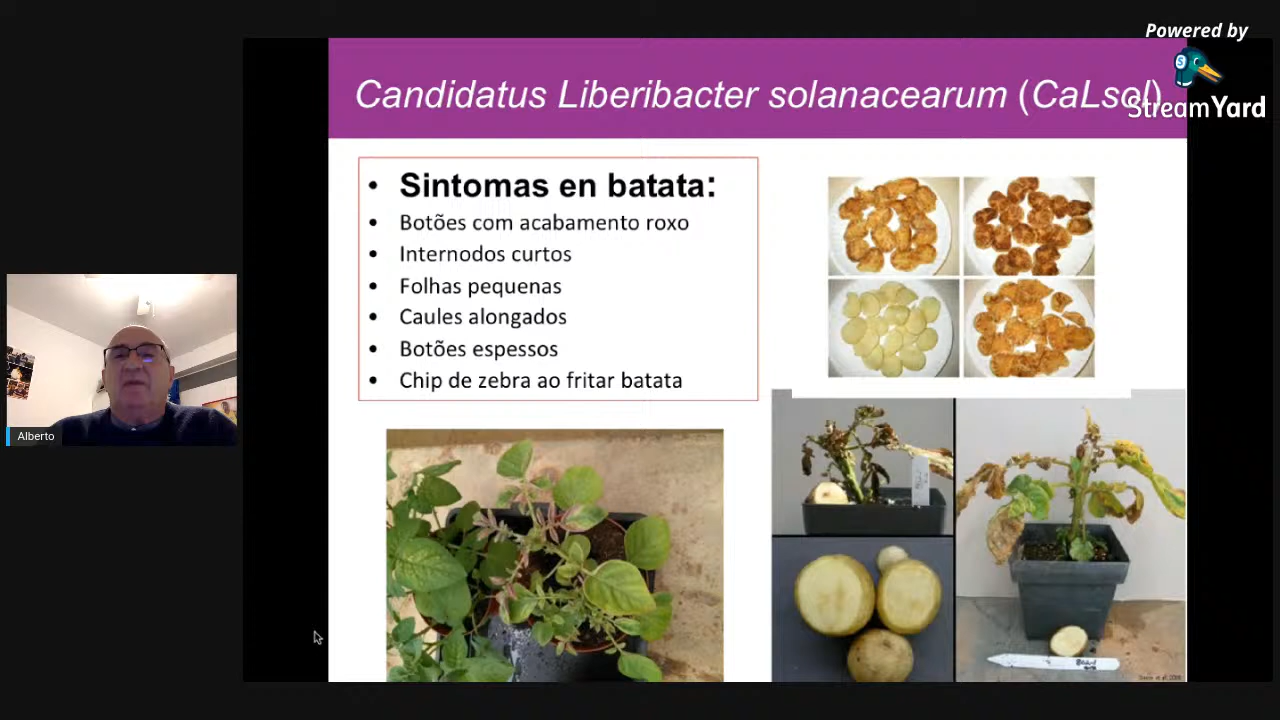 Powered by
StreamYard
Candidatus Liberibacter solanacearum (CaLsol)
• Sintomas en batata:
• Botões com acabamento roxo
• Internodos curtos
• Folhas pequenas
• Caules alongados
• Botões espessos
• Chip de zebra ao fritar batata
Alberto